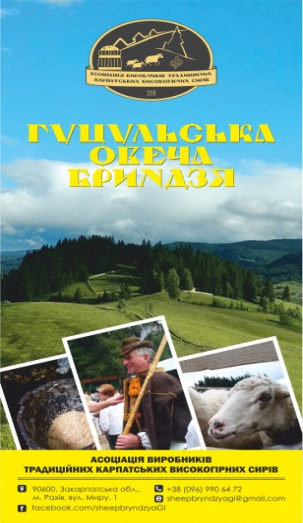 АСОЦІАЦІЯ ВИРОБНИКІВ ТРАДИЦІЙНИХ
КАРПАТСЬКИХ ВИСОКОГІРНИХ СИРІВ
ГУЦУЛЬСЬКА
ОВЕЧА
БРИНДЗЯ
АСОЦІАЦІЯ ВИРОБНИКІВ
ТРАДИЦІЙНИХ КАРПАТСЬКИХ ВИСОКОГІРНИХ СИРІВ
90600, Закарпатська обл.,
м. Рахів, вул. Миру, 1
facebook.com/sheepbryndzyaGI
+38 (096) 990 64 72
sheepbryndzyagi@gmail.com